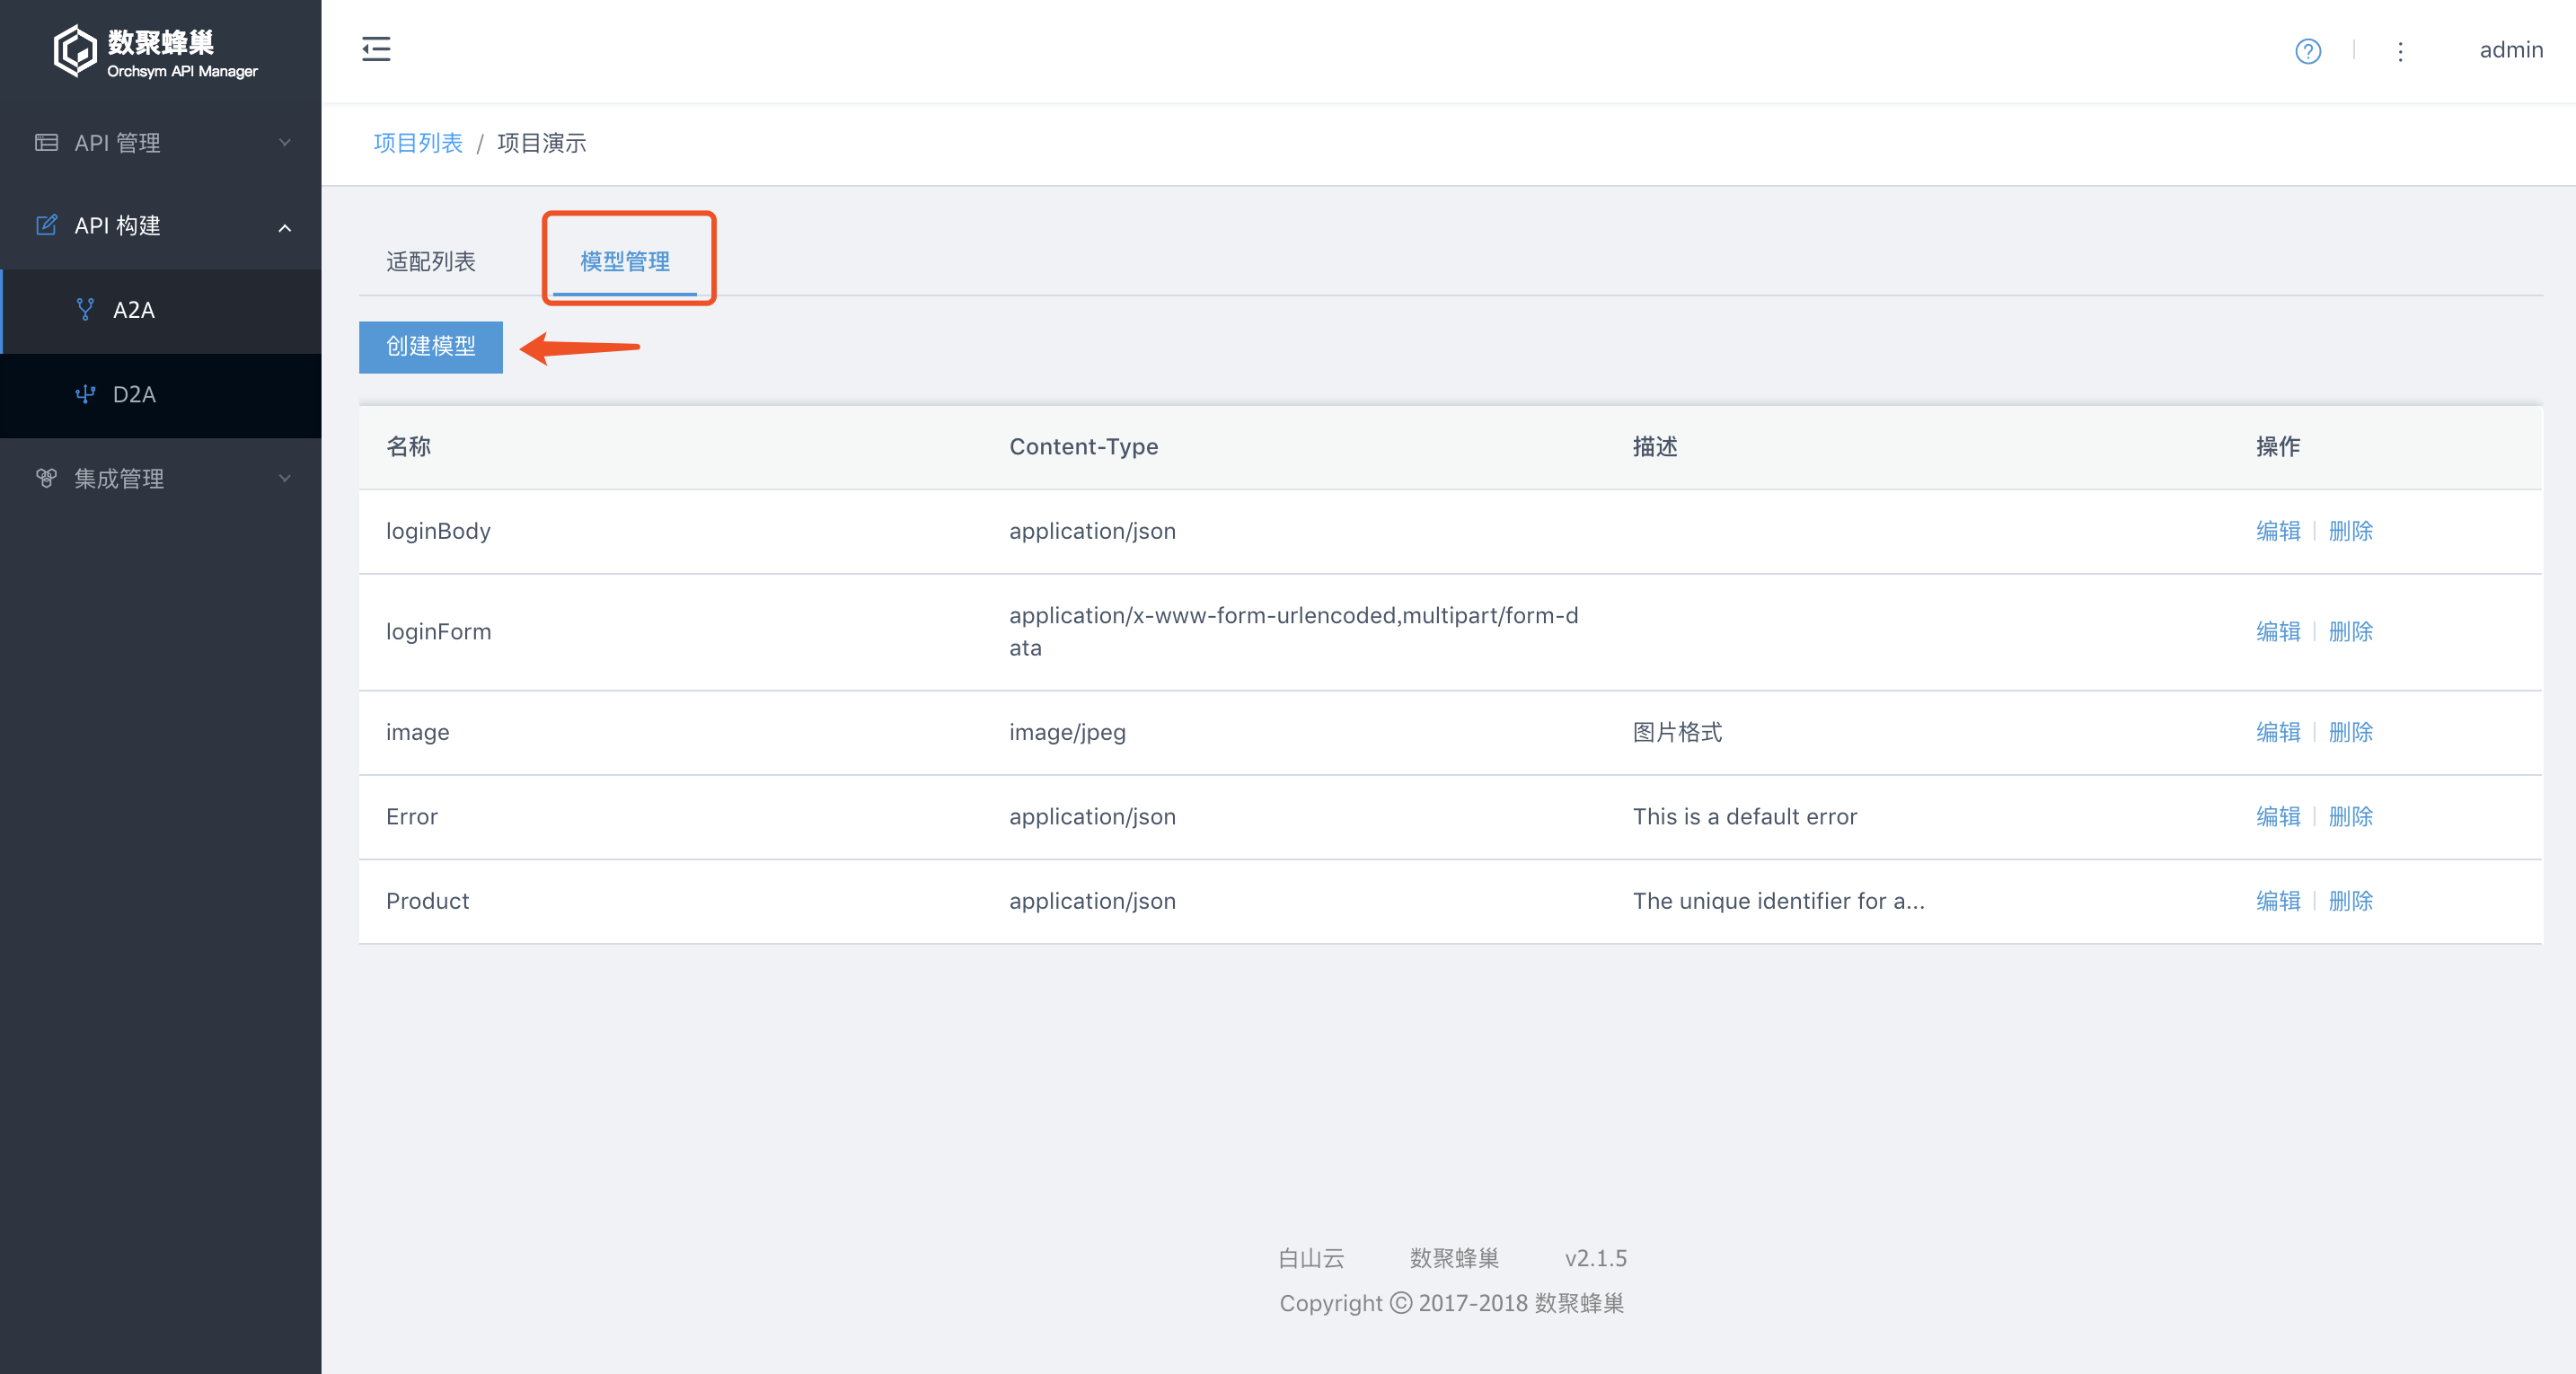 数聚蜂巢
Orchsym API Manager
API 管理
API 构建
A2A
D2A
集成管理
admin
项目列表 / 项目演示
适配列表 模型管理
创建模型
名称 Content-Type 描述 操作
loginBody application/json 编辑 删除
loginForm application/x-www-form-urlencoded,multipart/form-d
ata 编辑 删除
image image/jpeg 图片格式 编辑 删除
Error application/json This is a default error 编辑 删除
Product application/json The unique identifier for a... 编辑 删除
白山云 数聚蜂巢 v2.1.5
Copyright © 2017-2018 数聚蜂巢